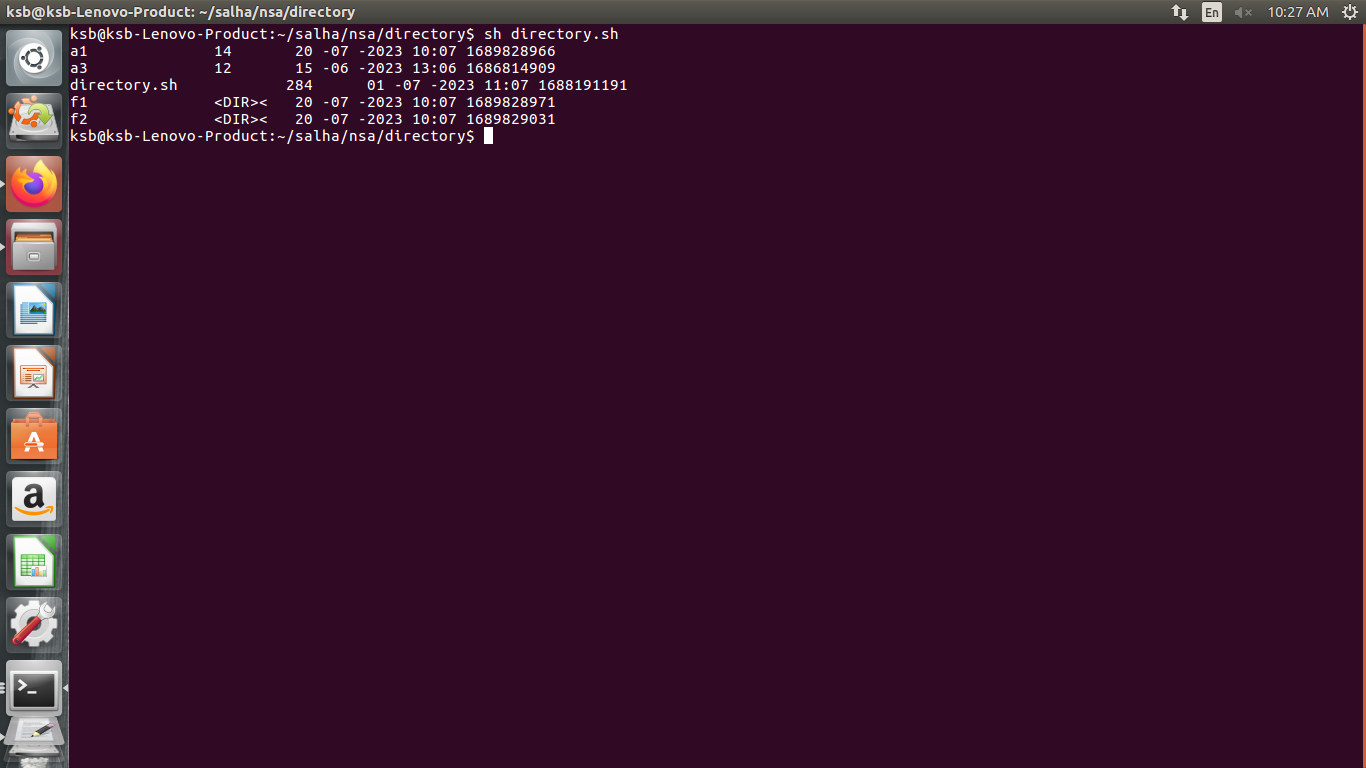 ksb@ksb-Lenovo-Product: ~/salha/nsa/directory
En
10:27 AM
ksb@ksb-Lenovo-Product:~/salha/nsa/directory$ sh directory.sh
a1              14       20 -07 -2023 10:07 1689828966
a3              12       15 -06 -2023 13:06 1686814909
directory.sh            284      01 -07 -2023 11:07 1688191191
f1              <DIR><   20 -07 -2023 10:07 1689828971
f2              <DIR><   20 -07 -2023 10:07 1689829031
ksb@ksb-Lenovo-Product:~/salha/nsa/directory$